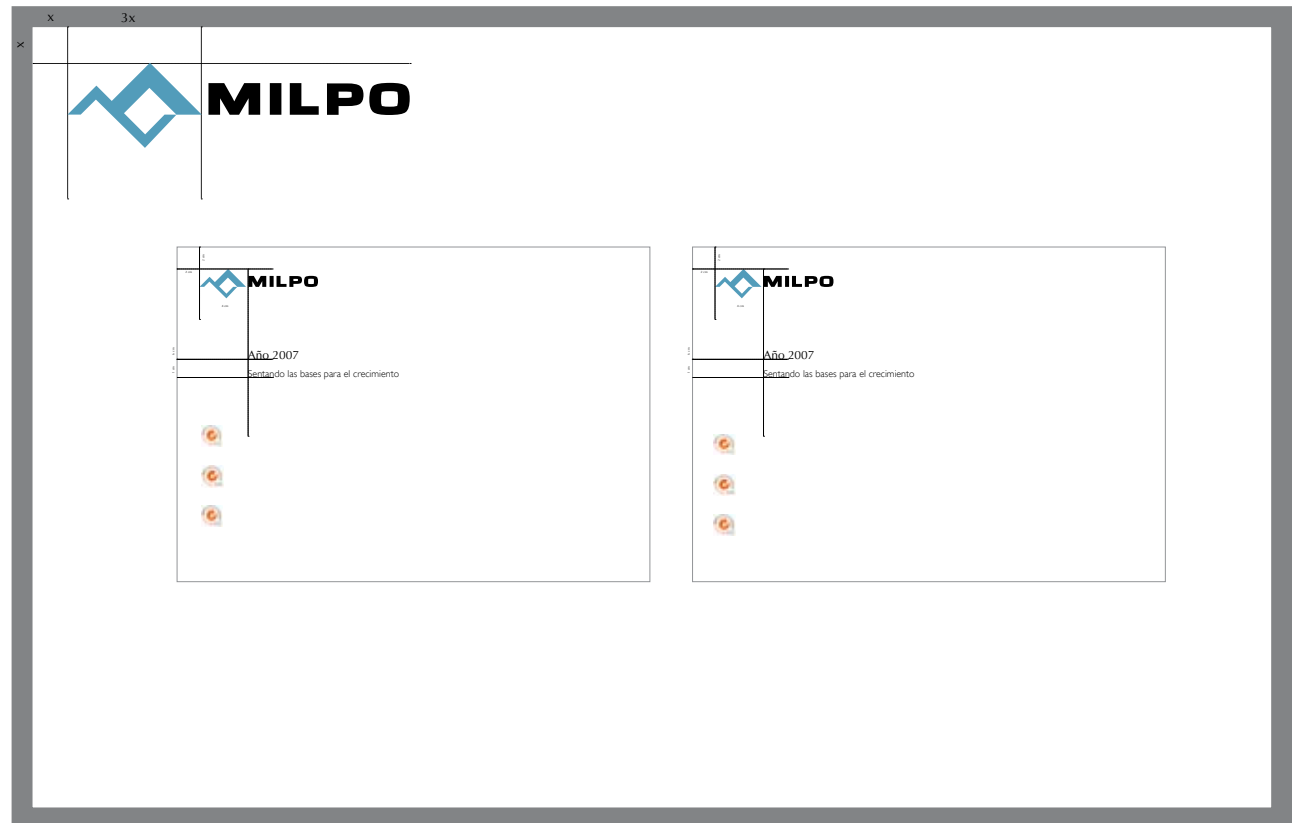 x 3x
x
MILPO
MILPO
Año 2007
Sentando las bases para el crecimiento
MILPO
Año 2007
Sentando las bases para el crecimiento